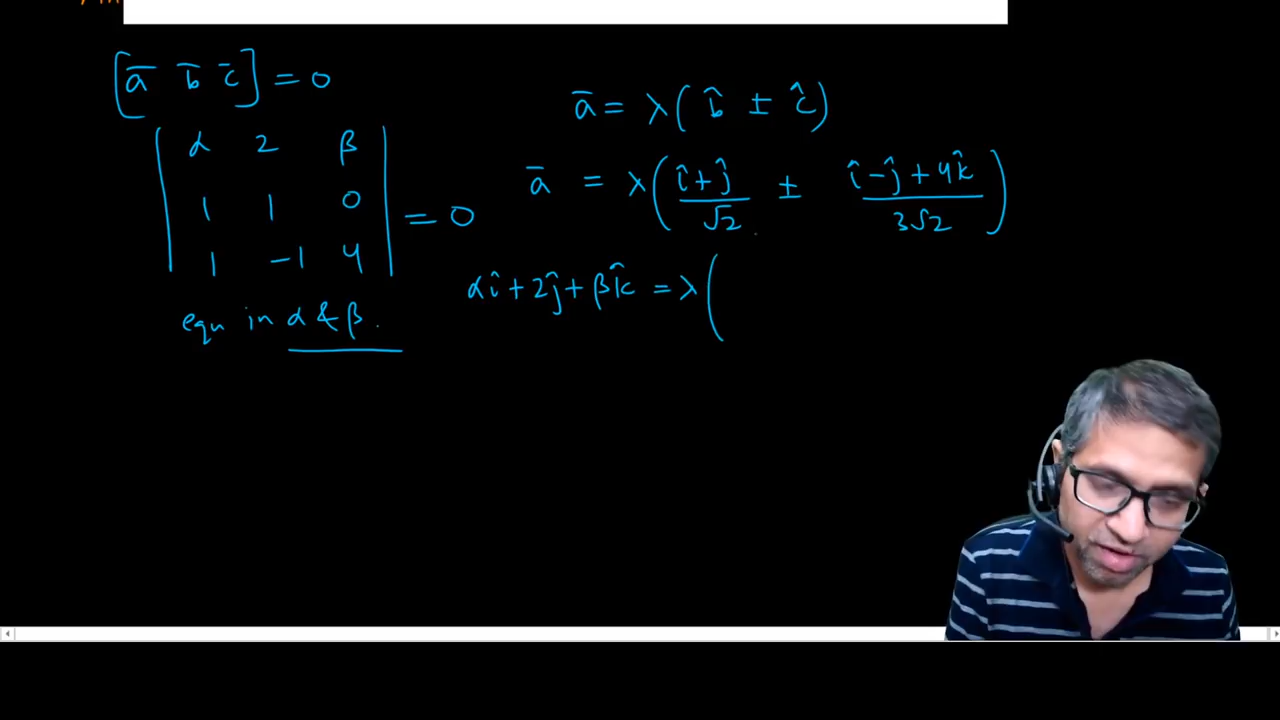 [a̅ b̅ c̅] = 0
| α 2 β |
| 1 1 0 | = 0
| 1 -1 4 |
equ in α & β.
a̅ = λ(b̂ ± ĉ)
a̅ = λ( (î+ĵ)/√2 ± (î-ĵ+4k̂)/3√2 )
αî + 2ĵ + βk̂ = λ(